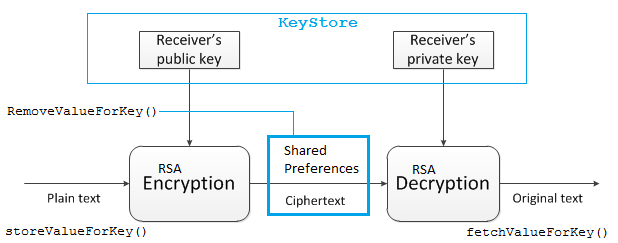 KeyStore
Receiver's
public key
Receiver's
private key
RemoveValueForKey()
Shared
Preferences
RSA
Encryption
RSA
Decryption
Plain text
Ciphertext
Original text
storeValueForKey()
fetchValueForKey()